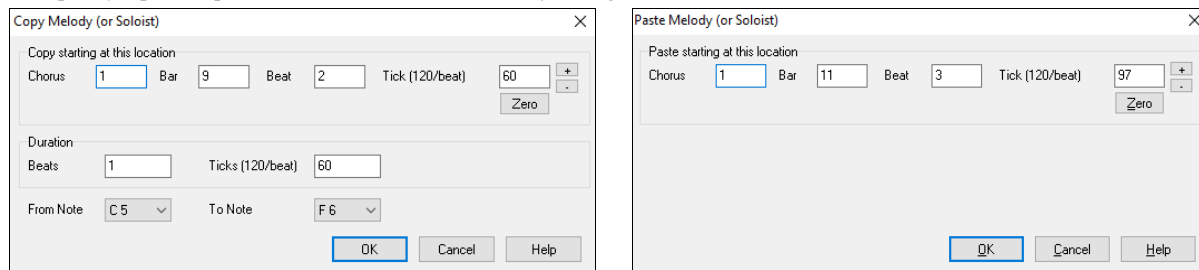 Copy Melody (or Soloist)
Copy starting at this location
Chorus 1 Bar 9 Beat 2 Tick (120/beat) 60 + -
Zero
Duration
Beats 1 Ticks (120/beat) 60
From Note C 5 To Note F 6
OK Cancel Help
Paste Melody (or Soloist)
Paste starting at this location
Chorus 1 Bar 11 Beat 3 Tick (120/beat) 97 + -
Zero
OK Cancel Help